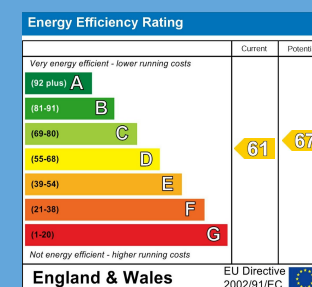 Energy Efficiency Rating
Current
Very energy efficient - lower running costs
(92 plus) A
(81-91) B
(69-80) C
(55-68) D
(39-54) E
(21-38) F
(1-20) G
61
67
Not energy efficient - higher running costs
England & Wales
EU Directive
2002/91/EC